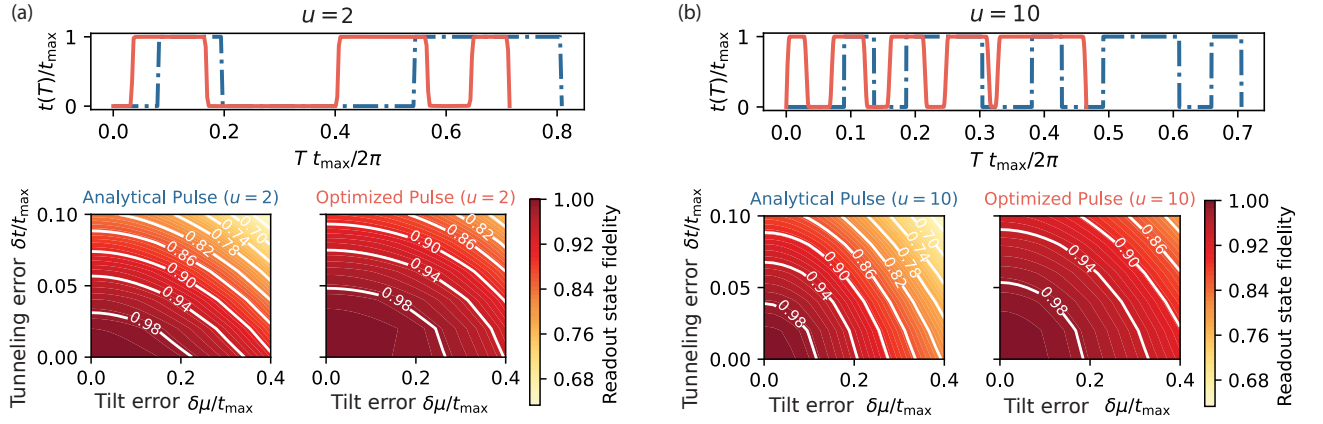 (a)
u = 2
t(T)/t_max
1
0
0.0 0.2 0.4 0.6 0.8
T t_max/2π
Analytical Pulse (u = 2)
Optimized Pulse (u = 2)
Tunneling error δt/t_max
0.10
0.05
0.00
0.70
0.74
0.78
0.82
0.86
0.90
0.94
0.98
0.82
0.86
0.90
0.94
0.98
0.0 0.2 0.4
0.0 0.2 0.4
Tilt error δμ/t_max
Tilt error δμ/t_max
1.00
0.92
0.84
0.76
0.68
Readout state fidelity
(b)
u = 10
t(T)/t_max
1
0
0.0 0.1 0.2 0.3 0.4 0.5 0.6 0.7
T t_max/2π
Analytical Pulse (u = 10)
Optimized Pulse (u = 10)
Tunneling error δt/t_max
0.10
0.05
0.00
0.70
0.74
0.78
0.82
0.86
0.90
0.94
0.98
0.86
0.90
0.94
0.98
0.0 0.2 0.4
0.0 0.2 0.4
Tilt error δμ/t_max
Tilt error δμ/t_max
1.00
0.92
0.84
0.76
0.68
Readout state fidelity